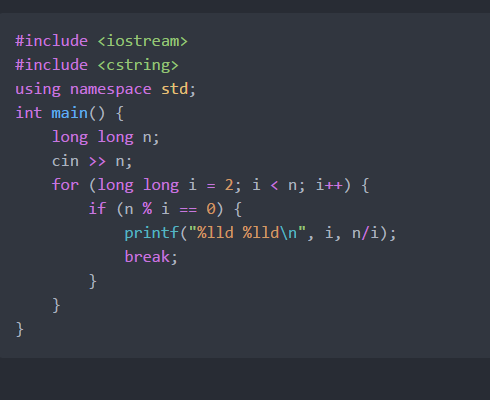 #include <iostream>
#include <cstring>
using namespace std;
int main() {
    long long n;
    cin >> n;
    for (long long i = 2; i < n; i++) {
        if (n % i == 0) {
            printf("%lld %lld\n", i, n/i);
            break;
        }
    }
}